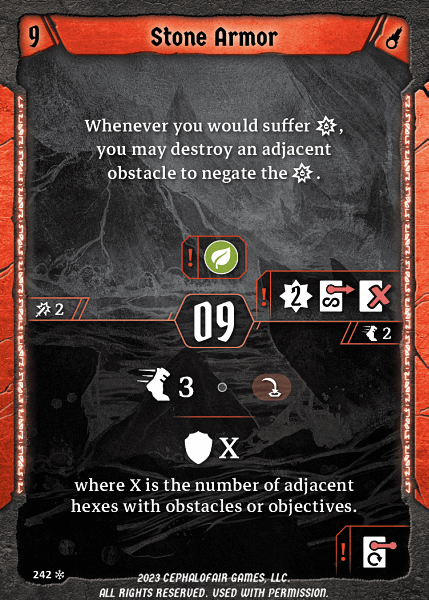 9
Stone Armor
Whenever you would suffer ,
you may destroy an adjacent
obstacle to negate the .
!
! 2
2
09
2
3
X
where X is the number of adjacent
hexes with obstacles or objectives.
!
242
2023 CEPHALOFAIR GAMES, LLC.
ALL RIGHTS RESERVED. USED WITH PERMISSION.